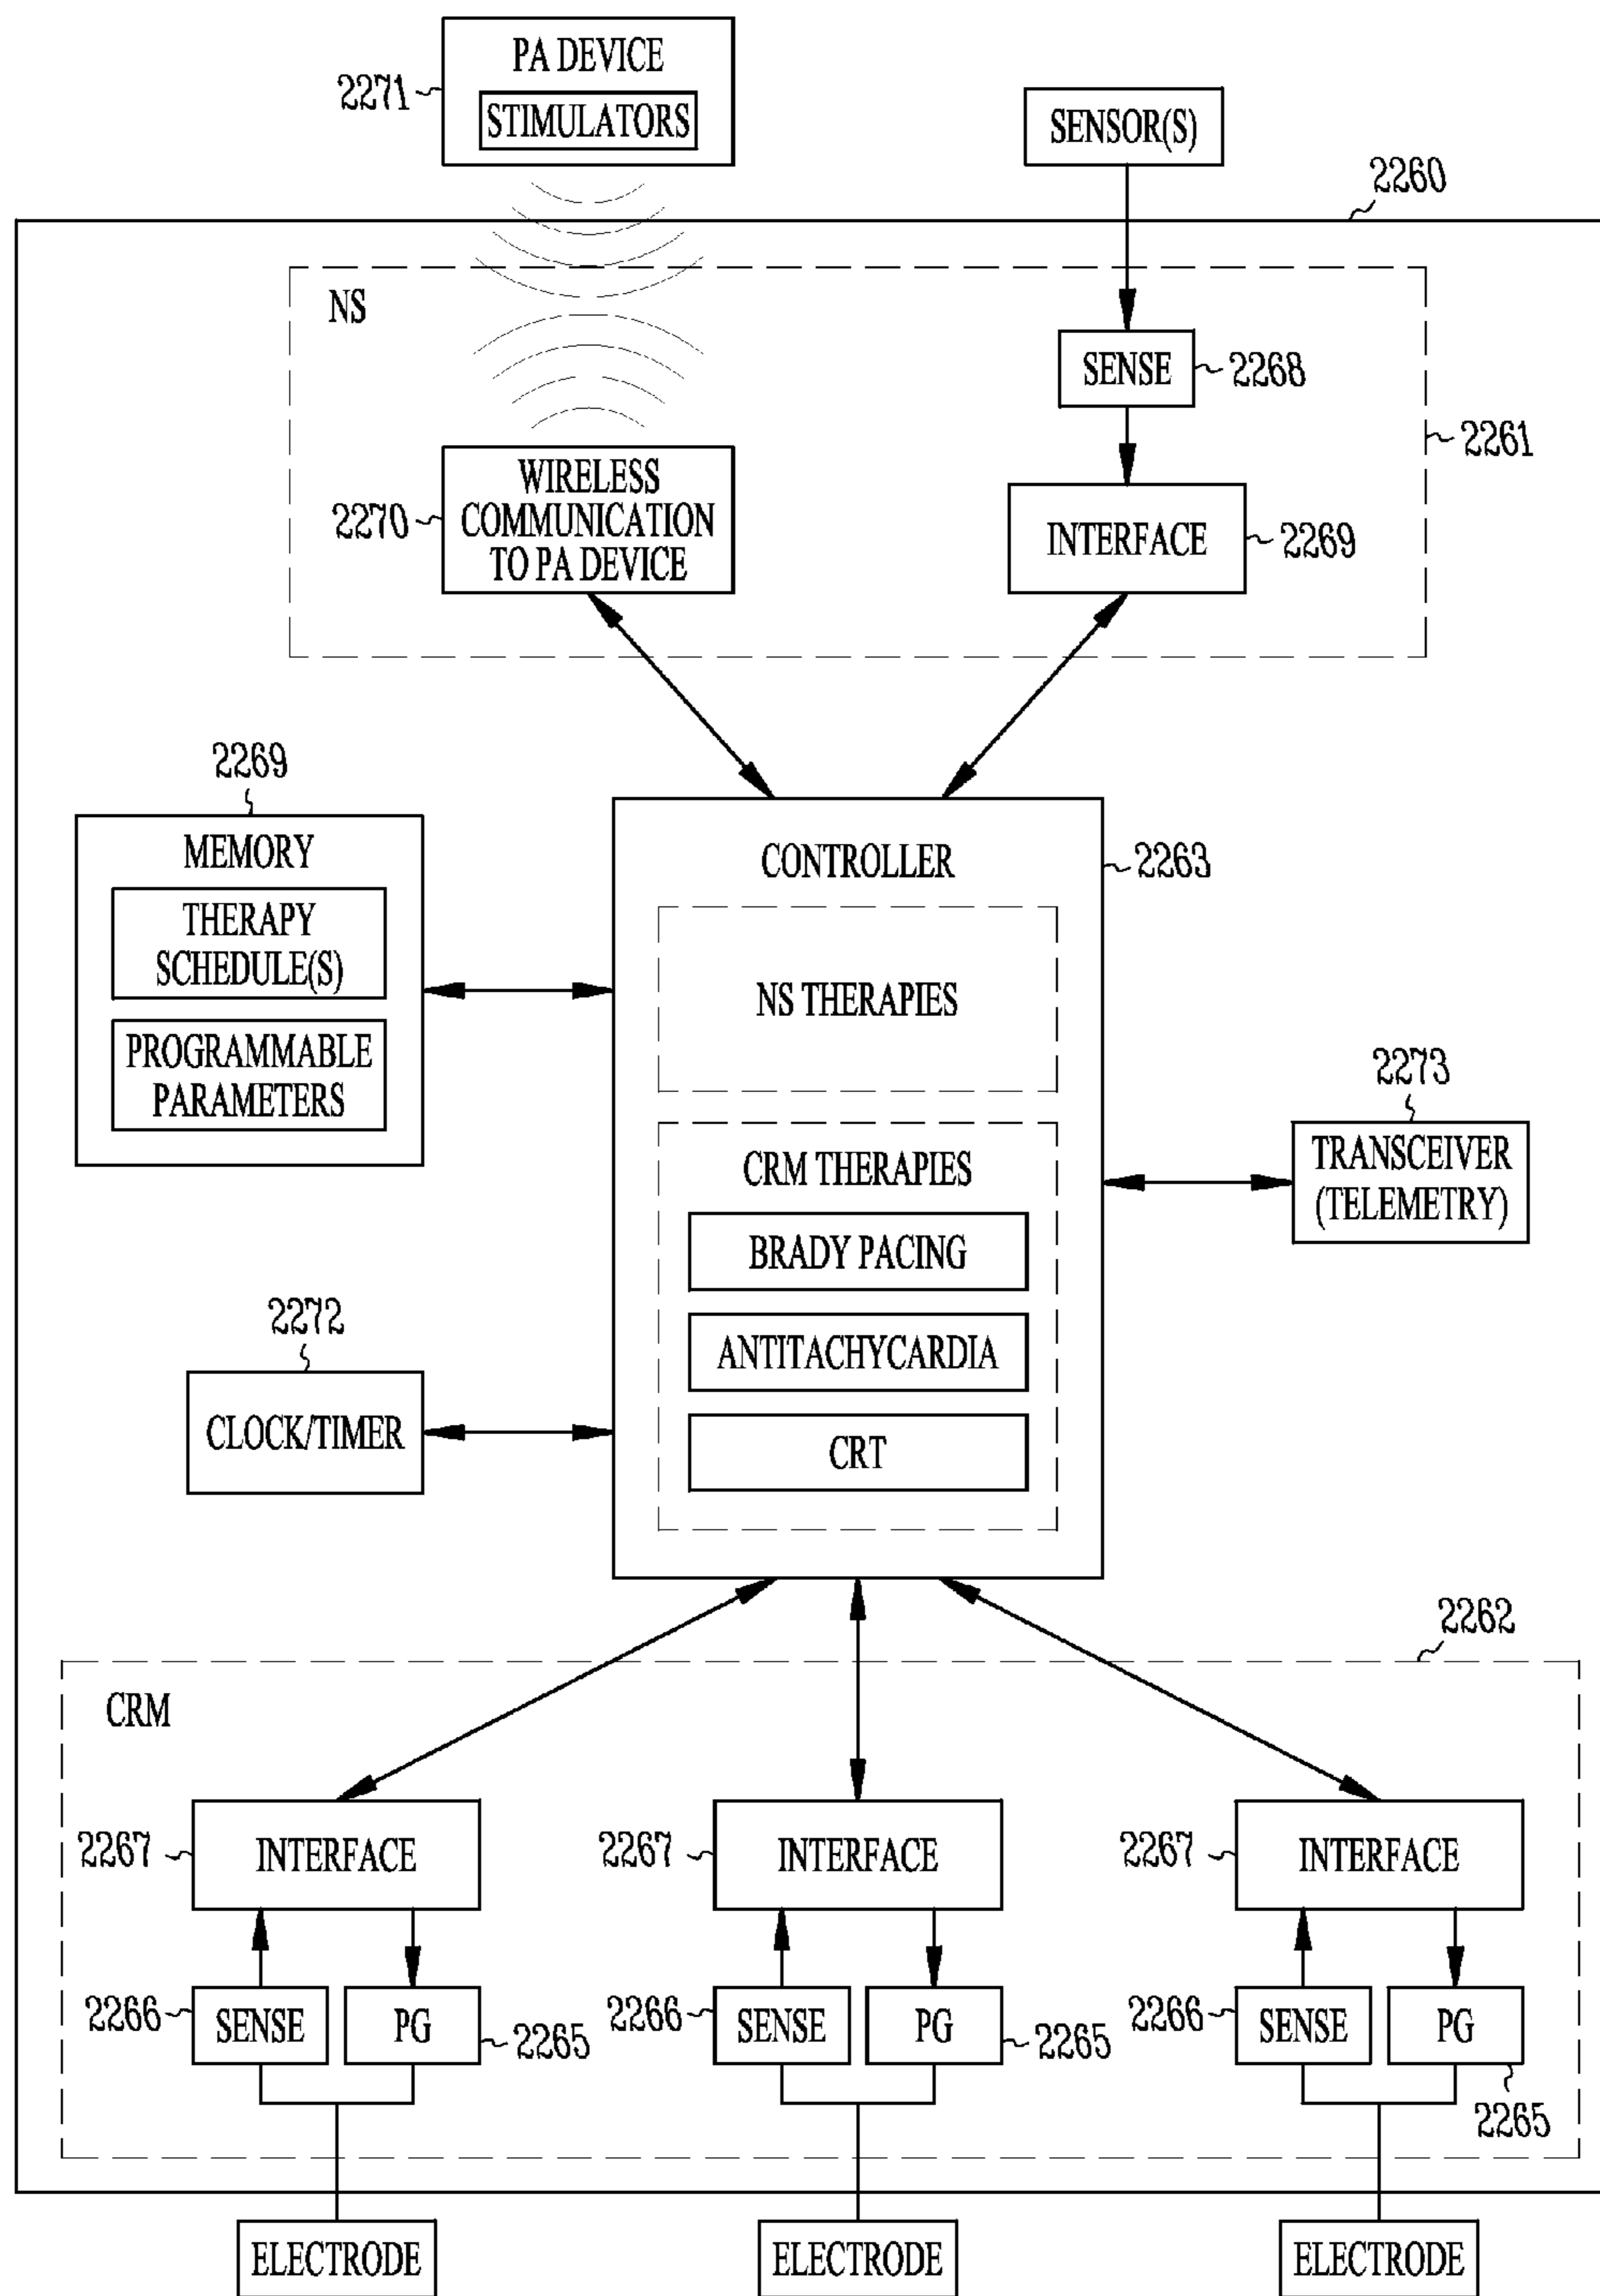 PA DEVICE
2271
STIMULATORS
SENSOR(S)
2260
NS
SENSE
2268
2261
WIRELESS
COMMUNICATION
TO PA DEVICE
2270
INTERFACE
2269
2269
MEMORY
THERAPY
SCHEDULE(S)
PROGRAMMABLE
PARAMETERS
CONTROLLER
2263
NS THERAPIES
CRM THERAPIES
BRADY PACING
ANTITACHYCARDIA
CRT
2273
TRANSCEIVER
(TELEMETRY)
2272
CLOCK/TIMER
2262
CRM
2267
INTERFACE
2267
INTERFACE
2267
INTERFACE
2266
SENSE
PG
2265
2266
SENSE
PG
2265
2266
SENSE
PG
2265
ELECTRODE
ELECTRODE
ELECTRODE